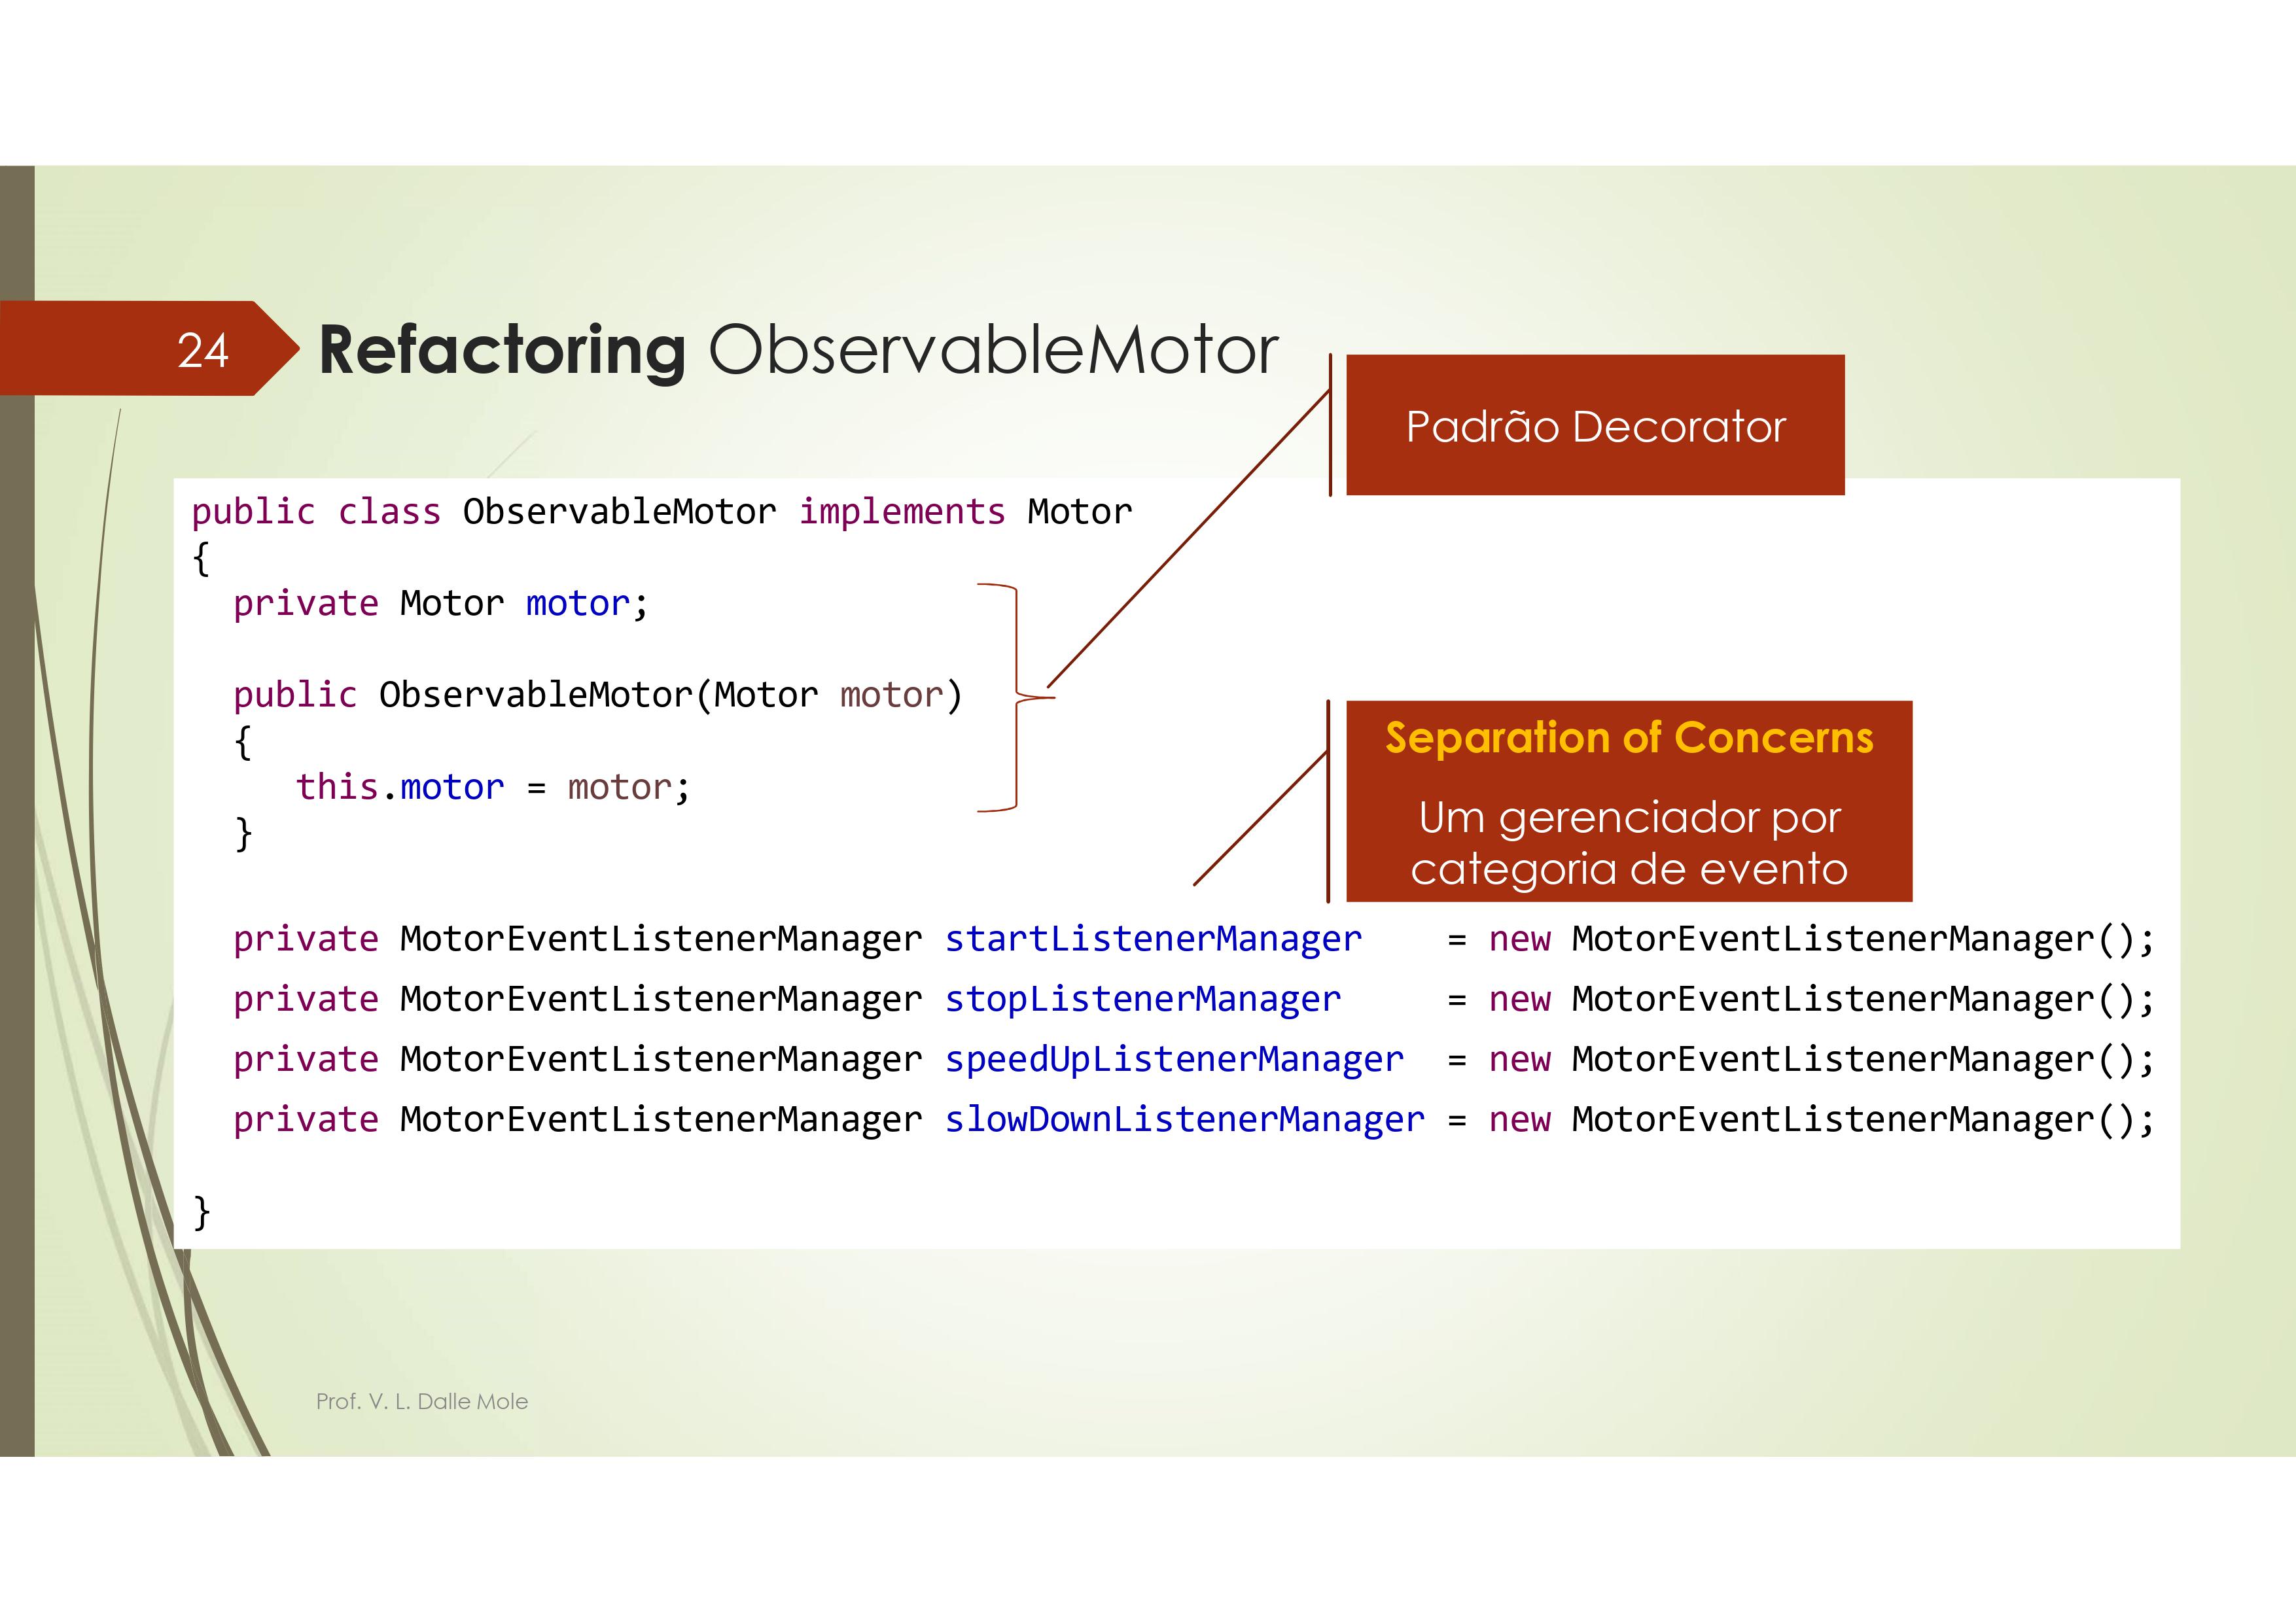 24
Refactoring ObservableMotor
Padrão Decorator
public class ObservableMotor implements Motor
{
private Motor motor;
public ObservableMotor(Motor motor)
{
this.motor = motor;
}
Separation of Concerns
Um gerenciador por
categoria de evento
private MotorEventListenerManager startListenerManager = new MotorEventListenerManager();
private MotorEventListenerManager stopListenerManager = new MotorEventListenerManager();
private MotorEventListenerManager speedUpListenerManager = new MotorEventListenerManager();
private MotorEventListenerManager slowDownListenerManager = new MotorEventListenerManager();
}
Prof. V. L. Dalle Mole